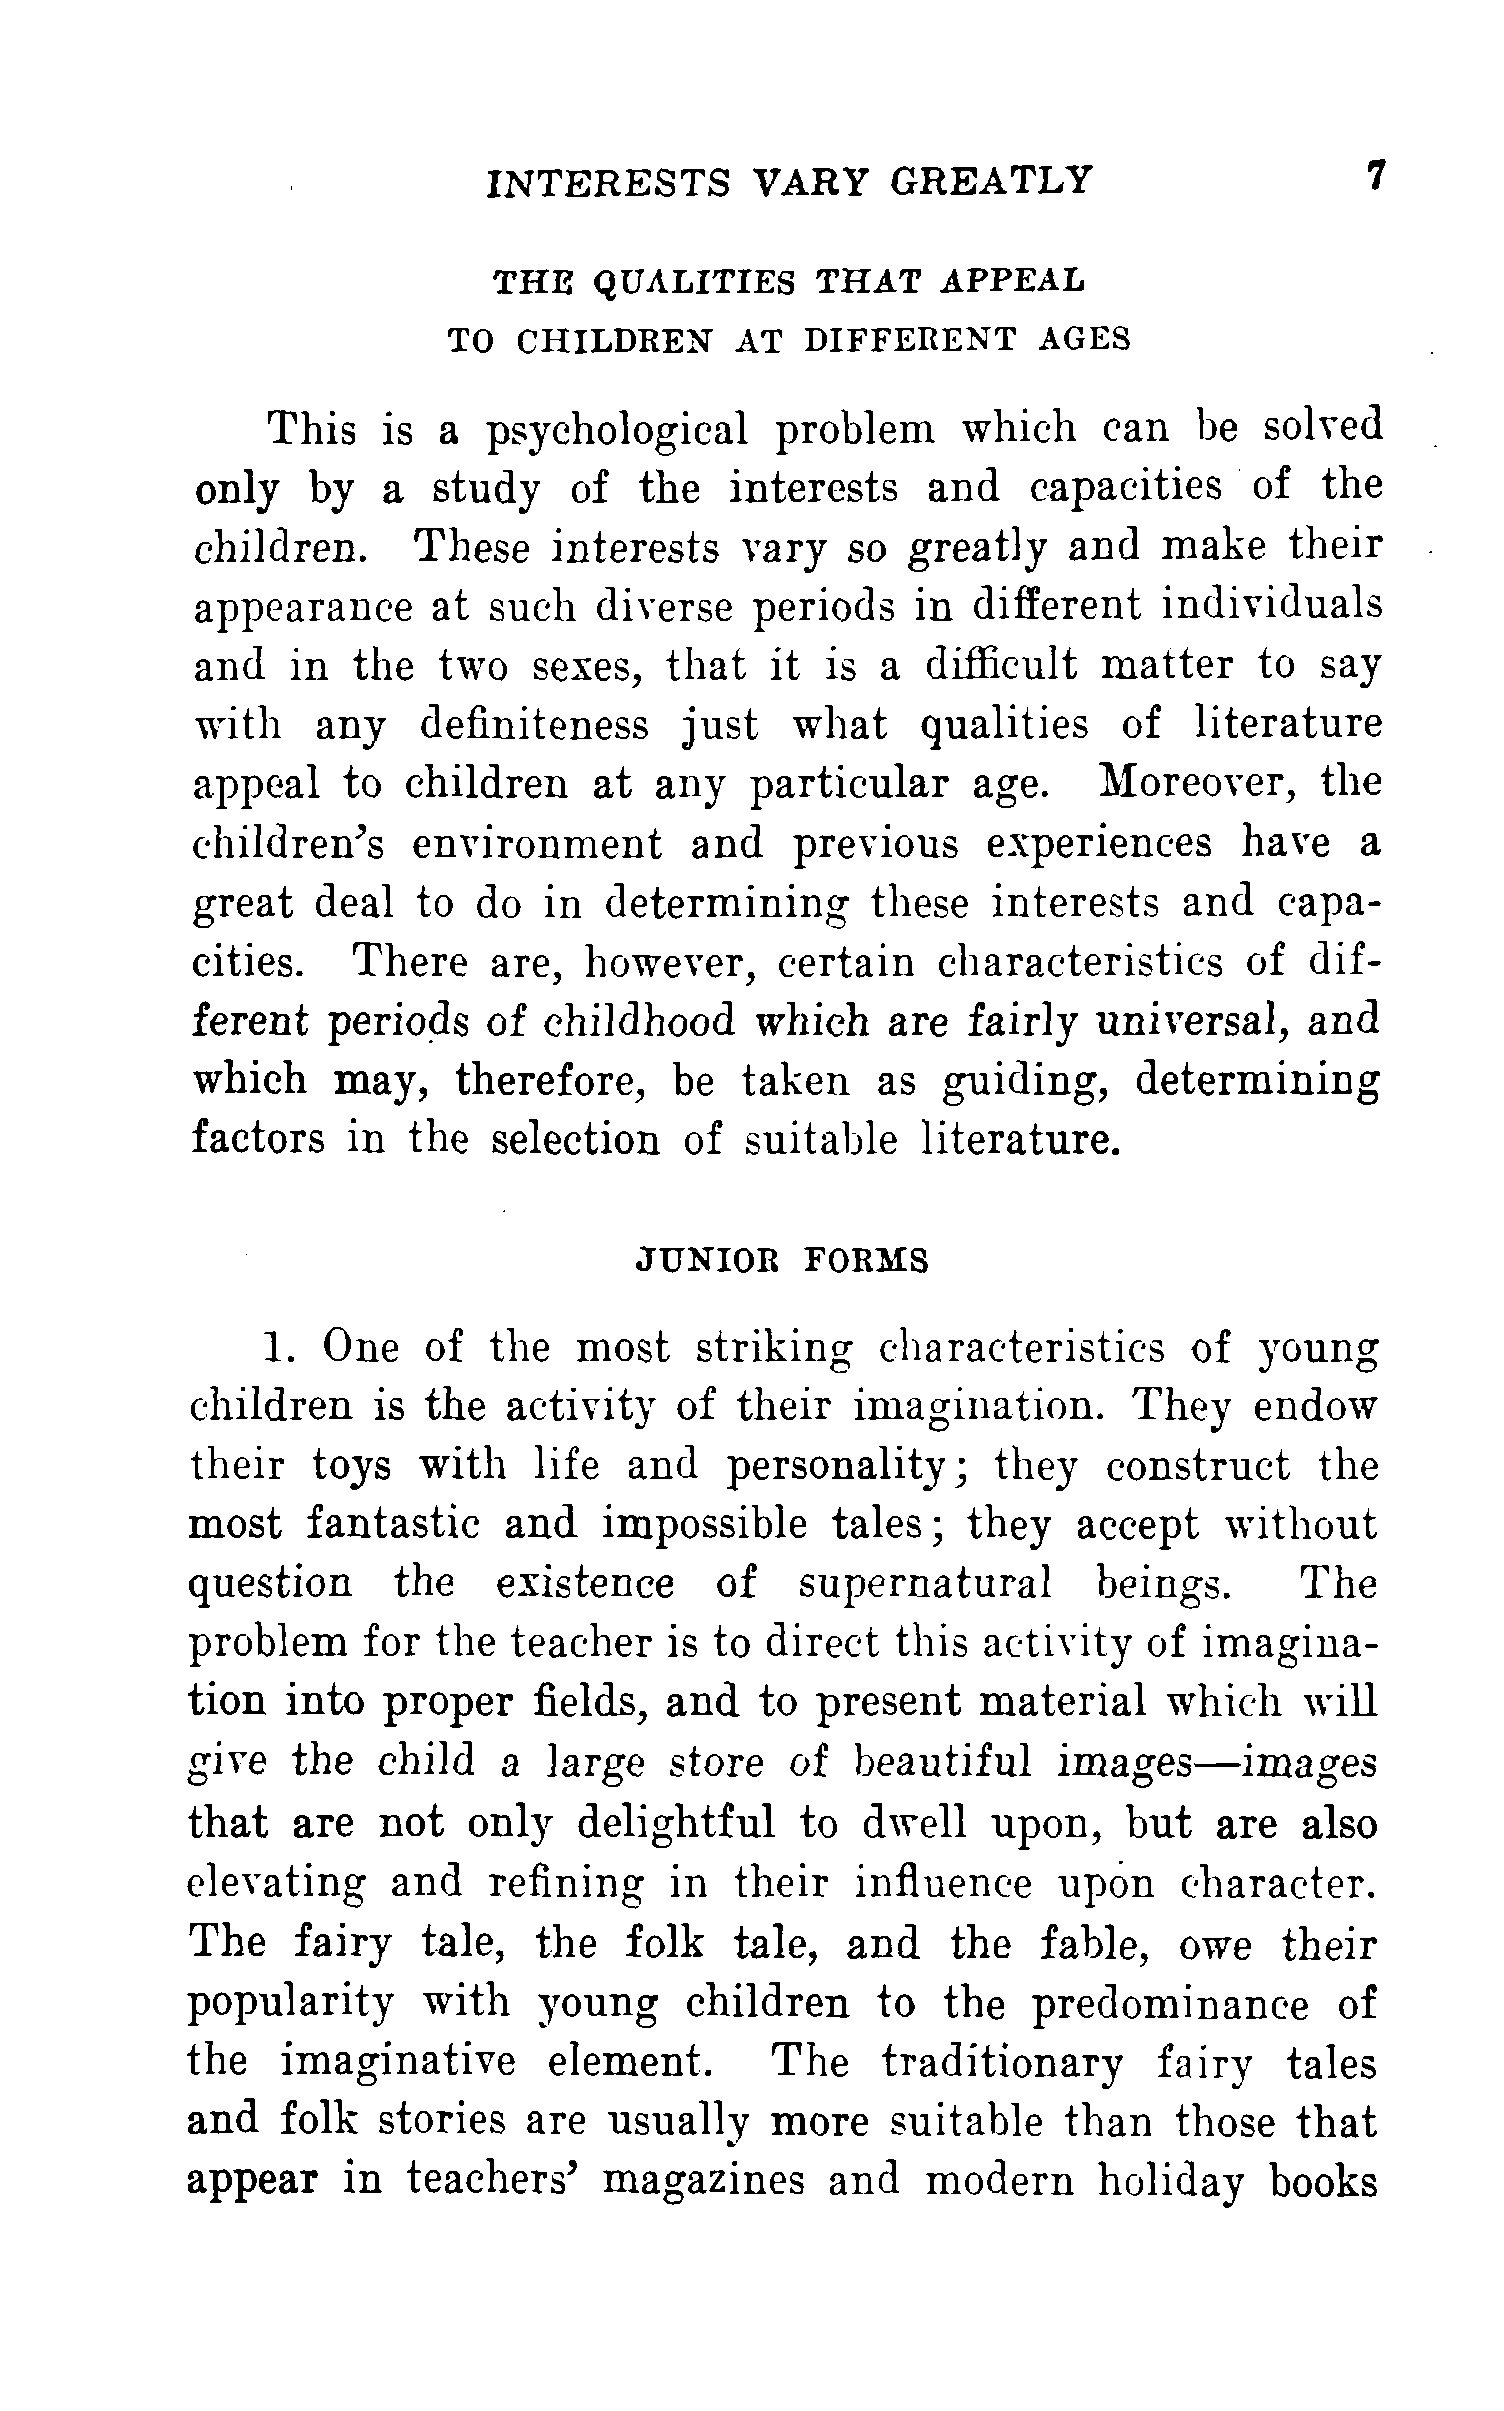 INTERESTS VARY GREATLY 7
THE QUALITIES THAT APPEAL
TO CHILDREN AT DIFFERENT AGES
This is a psychological problem which can be solved
only by a study of the interests and capacities of the
children. These interests vary so greatly and make their
appearance at such diverse periods in different individuals
and in the two sexes, that it is a difficult matter to say
with any definiteness just what qualities of literature
appeal to children at any particular age. Moreover, the
children's environment and previous experiences have a
great deal to do in determining these interests and capa-
cities. There are, however, certain characteristics of dif-
ferent periods of childhood which are fairly universal, and
which may, therefore, be taken as guiding, determining
factors in the selection of suitable literature.
JUNIOR FORMS
1. One of the most striking characteristics of young
children is the activity of their imagination. They endow
their toys with life and personality; they construct the
most fantastic and impossible tales; they accept without
question the existence of supernatural beings. The
problem for the teacher is to direct this activity of imagina-
tion into proper fields, and to present material which will
give the child a large store of beautiful images—images
that are not only delightful to dwell upon, but are also
elevating and refining in their influence upon character.
The fairy tale, the folk tale, and the fable, owe their
popularity with young children to the predominance of
the imaginative element. The traditionary fairy tales
and folk stories are usually more suitable than those that
appear in teachers' magazines and modern holiday books